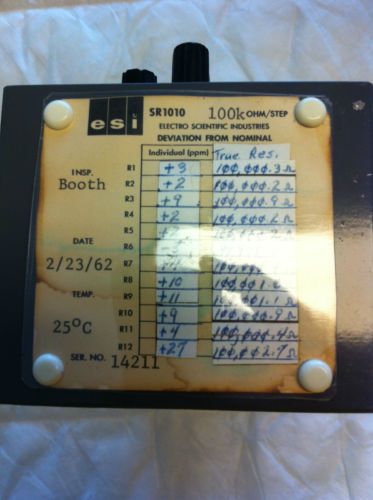 esi SR1010 100k OHM/STEP
ELECTRO SCIENTIFIC INDUSTRIES
DEVIATION FROM NOMINAL
Individual (ppm) True Res.
INSP.
Booth
R1 +3 100,000.3Ω
R2 +2 100,000.2Ω
R3 +9 100,000.9Ω
R4 +2 100,000.2Ω
R5
DATE
2/23/62
R7
R8 +10 100,001.0
TEMP.
R9 +11 100,001.1Ω
R10 +9 100,000.9Ω
25°C
R11 +4 100,000.4Ω
R12 +27 100,002.7Ω
SER. NO. 14211